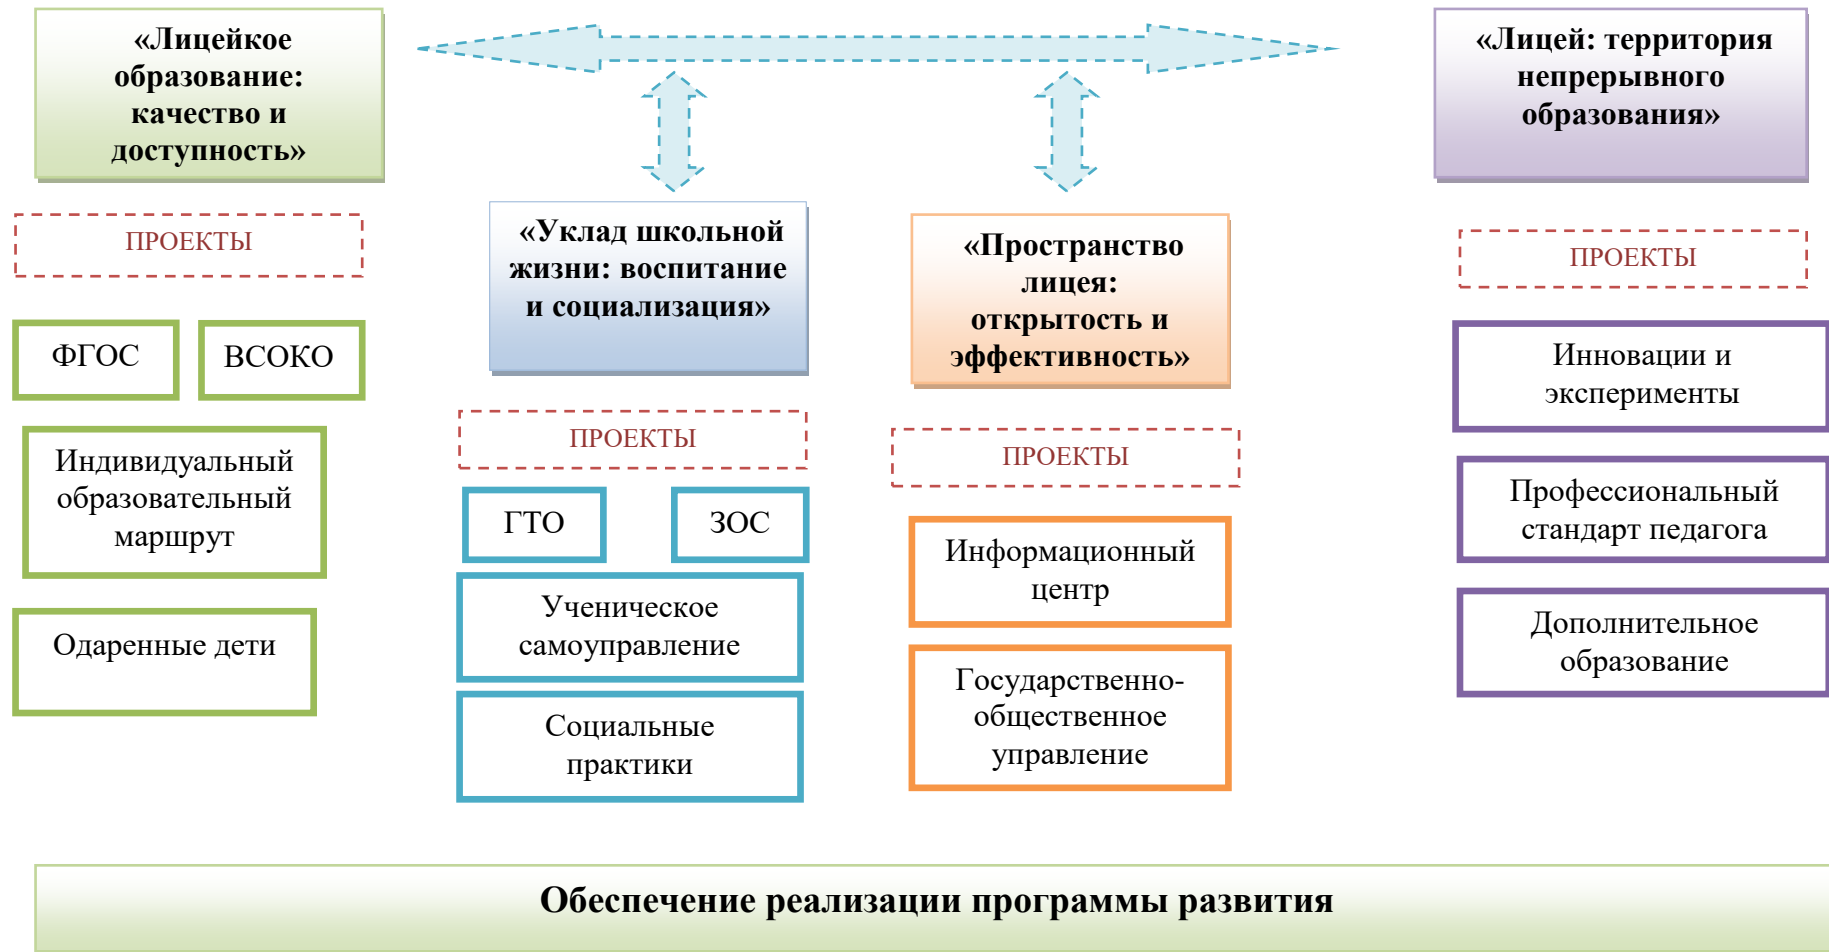 «Лицейкое
образование:
качество и
доступность»
ПРОЕКТЫ
ФГОС
ВСОКО
Индивидуальный
образовательный
маршрут
Одаренные дети
«Уклад школьной
жизни: воспитание
и социализация»
ПРОЕКТЫ
ГТО
ЗОС
Ученическое
самоуправление
Социальные
практики
«Пространство
лицея:
открытость и
эффективность»
ПРОЕКТЫ
Информационный
центр
Государственно-
общественное
управление
«Лицей: территория
непрерывного
образования»
ПРОЕКТЫ
Инновации и
эксперименты
Профессиональный
стандарт педагога
Дополнительное
образование
Обеспечение реализации программы развития